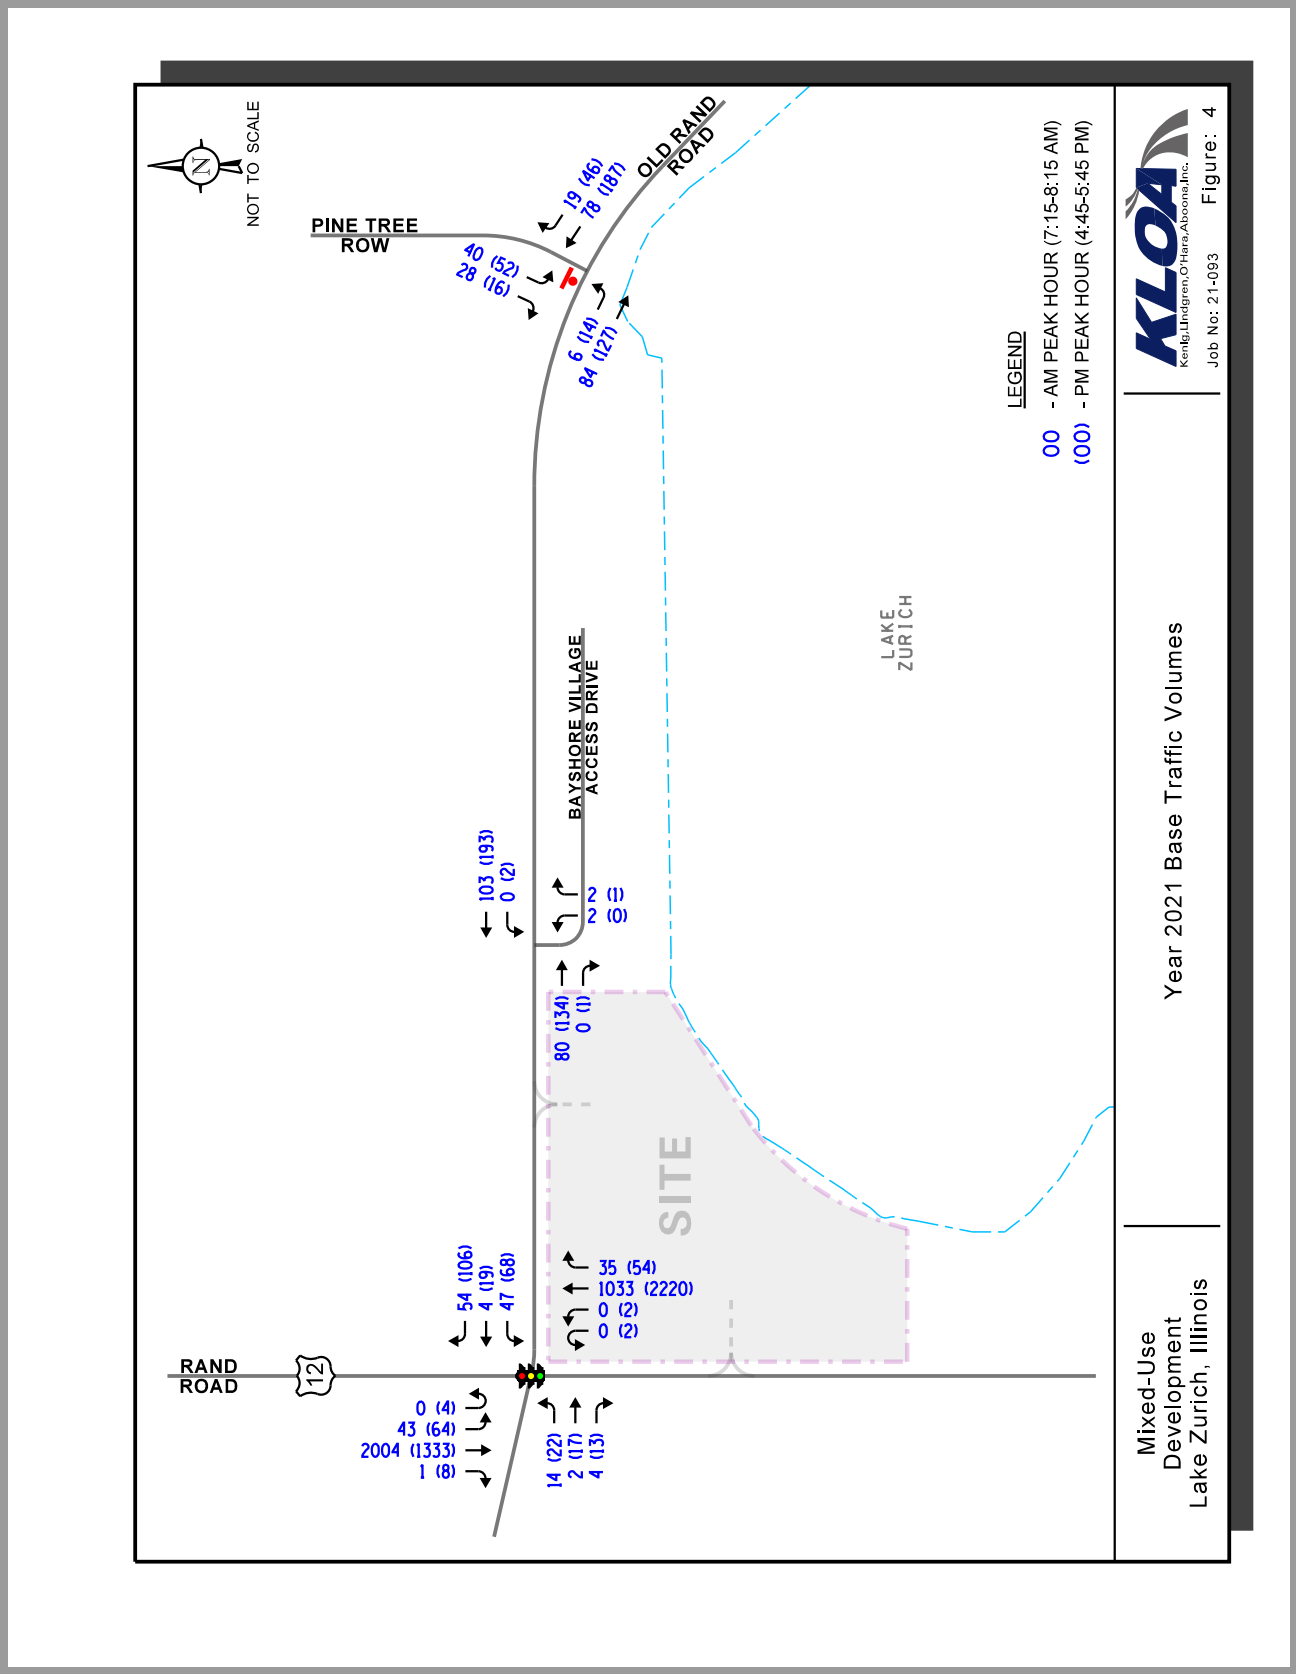 N
NOT TO SCALE
PINE TREE
ROW
OLD RAND
ROAD
19 (46)
78 (187)
40 (52)
28 (16)
6 (14)
84 (127)
LEGEND
00 - AM PEAK HOUR (7:15-8:15 AM)
(00) - PM PEAK HOUR (4:45-5:45 PM)
LAKE
ZURICH
BAYSHORE VILLAGE
ACCESS DRIVE
103 (193)
0 (2)
2 (1)
2 (0)
80 (134)
0 (1)
SITE
54 (106)
4 (19)
47 (68)
35 (54)
1033 (2220)
0 (2)
0 (2)
RAND
ROAD
12
0 (4)
43 (64)
2004 (1333)
1 (8)
14 (22)
2 (17)
4 (13)
Mixed-Use
Development
Lake Zurich, Illinois
Year 2021 Base Traffic Volumes
KLOA
Kenig,Lindgren,O'Hara,Aboona,Inc.
Job No: 21-093 Figure: 4